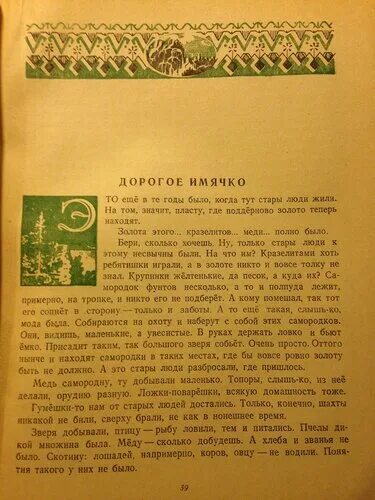 ДОРОГОЕ ИМЯЧКО
ЭТО ещё в те годы было, когда тут стары люди жили.
На том, значит, пласту, где поддёрново золото теперь
находят.
Золота этого... кразелитов... меди... полно было.
Бери, сколько хочешь. Ну, только стары люди к
этому несвычны были. На что им? Кразелитами хоть
ребятишки играли, а в золоте никто и вовсе толку не
знал. Крупинки жёлтенькие, да песок, а куда их? Са-
мородок фунтов несколько, а то и полпуда лежит,
примерно, на тропке, и никто его не подберёт. А кому помешал, так тот
его сопнёт в сторону — только и заботы. А то ещё такая, слышь-ко,
мода была. Собираются на охоту и наберут с собой этих самородков.
Они, видишь, маленькие, а увесистые. В руках держать ловко и бьют
ёмко. Присадит таким, так большого зверя собьёт. Очень просто. Оттого
нынче и находят самородки в таких местах, где бы вовсе ровно золоту
быть не должно. А это стары люди разбросали, где пришлось.
Медь самородну, ту добывали маленько. Топоры, слышь-ко, из неё
делали, орудию разную. Ложки-поварёшки, всякую домашность тоже.
Гумёшки-то нам от старых людей достались. Только, конечно, шахты
никакой не били, сверху брали, не как в нонешнее время.
Зверя добывали, птицу — рыбу ловили, тем и питались. Пчелы ди-
кой множина была. Мёду — сколько добудешь. А хлеба и званья не
было. Скотину: лошадей, например, коров, овцу — не водили. Поня-
тия такого у них не было.
39